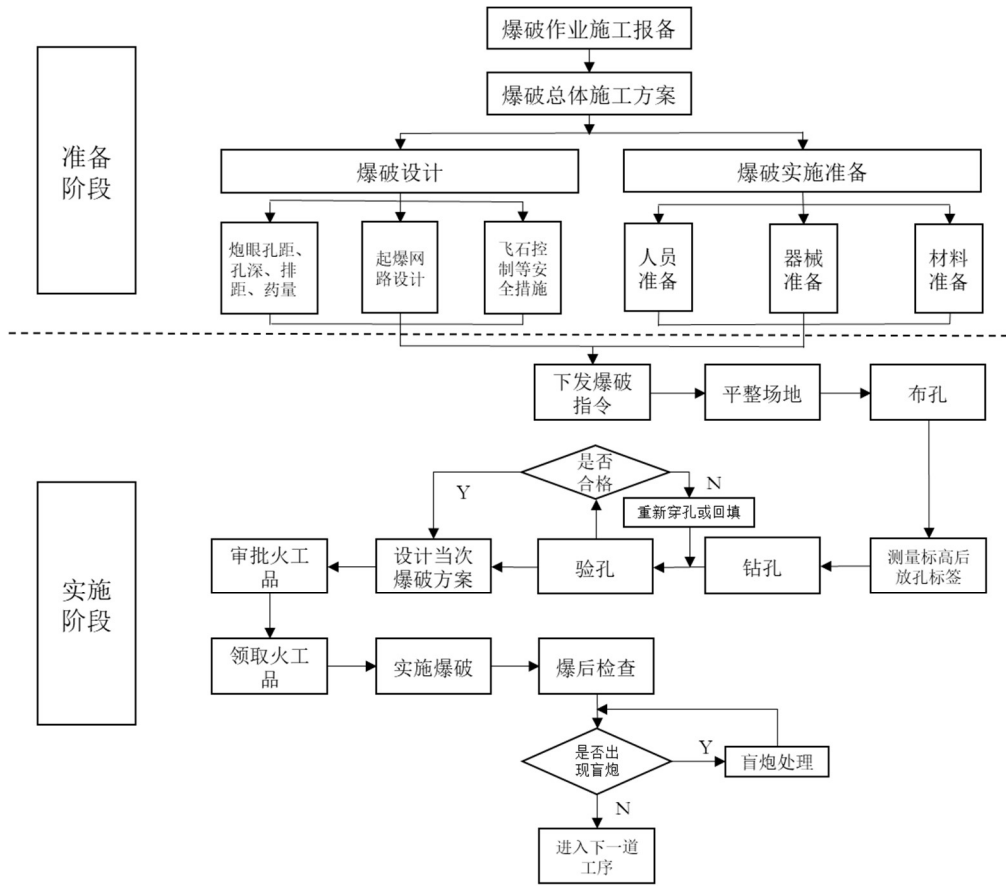 爆破作业施工报备
爆破总体施工方案
准备
阶段
爆破设计
爆破实施准备
炮眼孔距、
孔深、排
距、药量
起爆网
路设计
飞石控
制等安
全措施
人员
准备
器械
准备
材料
准备
下发爆破
指令
平整场地
布孔
是否
合格
Y
N
重新穿孔或回填
实施
阶段
审批火工
品
设计当次
爆破方案
验孔
钻孔
测量标高后
放孔标签
领取火工
品
实施爆破
爆后检查
是否出
现盲炮
Y
盲炮处理
N
进入下一道
工序